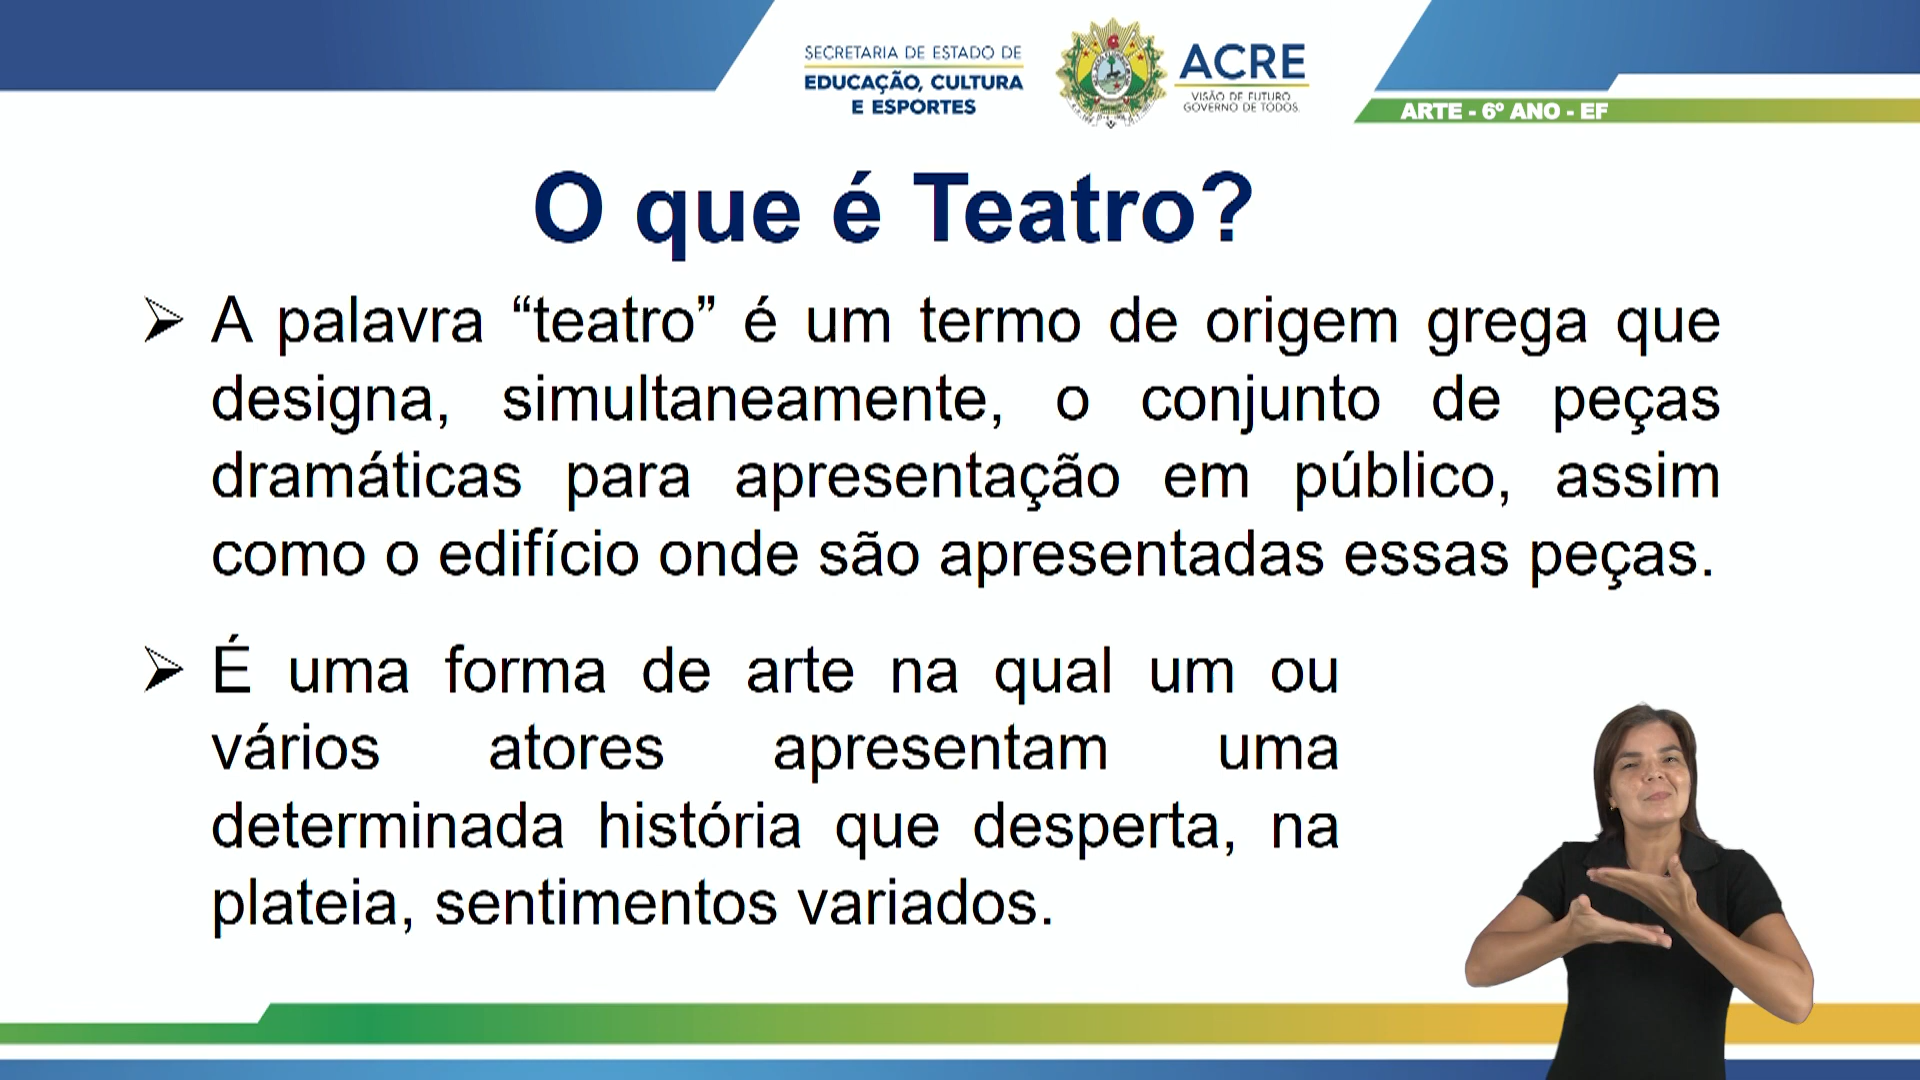 SECRETARIA DE ESTADO DE
EDUCAÇÃO, CULTURA
E ESPORTES
ACRE
VISÃO DE FUTURO
GOVERNO DE TODOS.
ARTE - 6º ANO - EF
O que é Teatro?
A palavra “teatro” é um termo de origem grega que
designa, simultaneamente, o conjunto de peças
dramáticas para apresentação em público, assim
como o edifício onde são apresentadas essas peças.
É uma forma de arte na qual um ou
vários atores apresentam uma
determinada história que desperta, na
plateia, sentimentos variados.